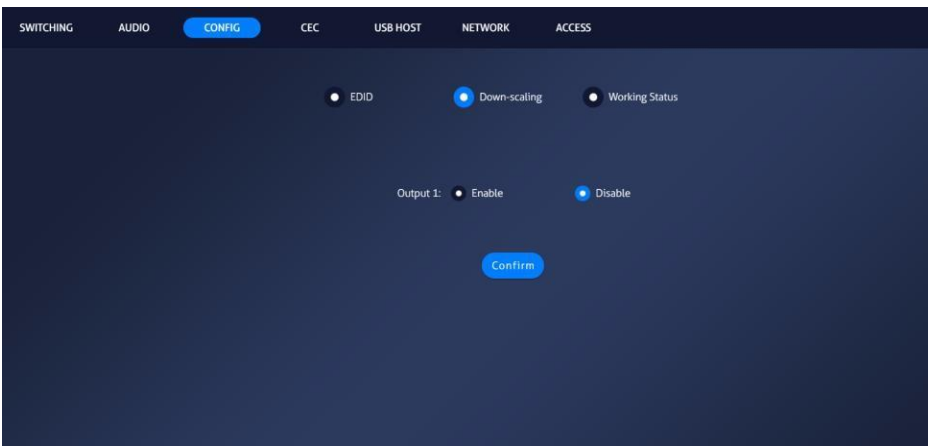 SWITCHING AUDIO CONFIG CEC USB HOST NETWORK ACCESS
EDID Down-scaling Working Status
Output 1: Enable Disable
Confirm